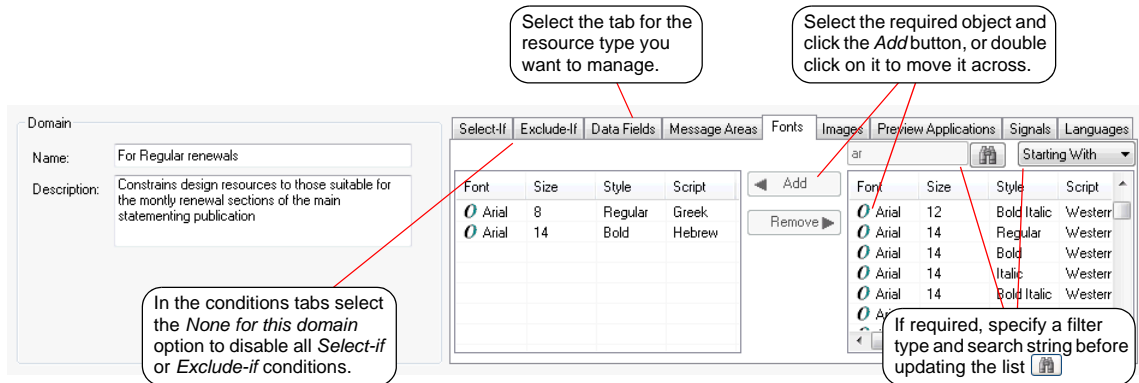 Select the tab for the
resource type you
want to manage.
Select the required object and
click the Add button, or double
click on it to move it across.
Domain
Name: For Regular renewals
Description: Constrains design resources to those suitable for
the montly renewal sections of the main
statementing publication
Select-If Exclude-If Data Fields Message Areas Fonts Images Preview Applications Signals Languages
ar Starting With
Font Size Style Script
Arial 8 Regular Greek
Arial 14 Bold Hebrew
Add
Remove
Font Size Style Script
Arial 12 Bold Italic Western
Arial 14 Regular Western
Arial 14 Bold Western
Arial 14 Italic Western
Arial 14 Bold Italic Western
In the conditions tabs select
the None for this domain
option to disable all Select-if
or Exclude-if conditions.
If required, specify a filter
type and search string before
updating the list